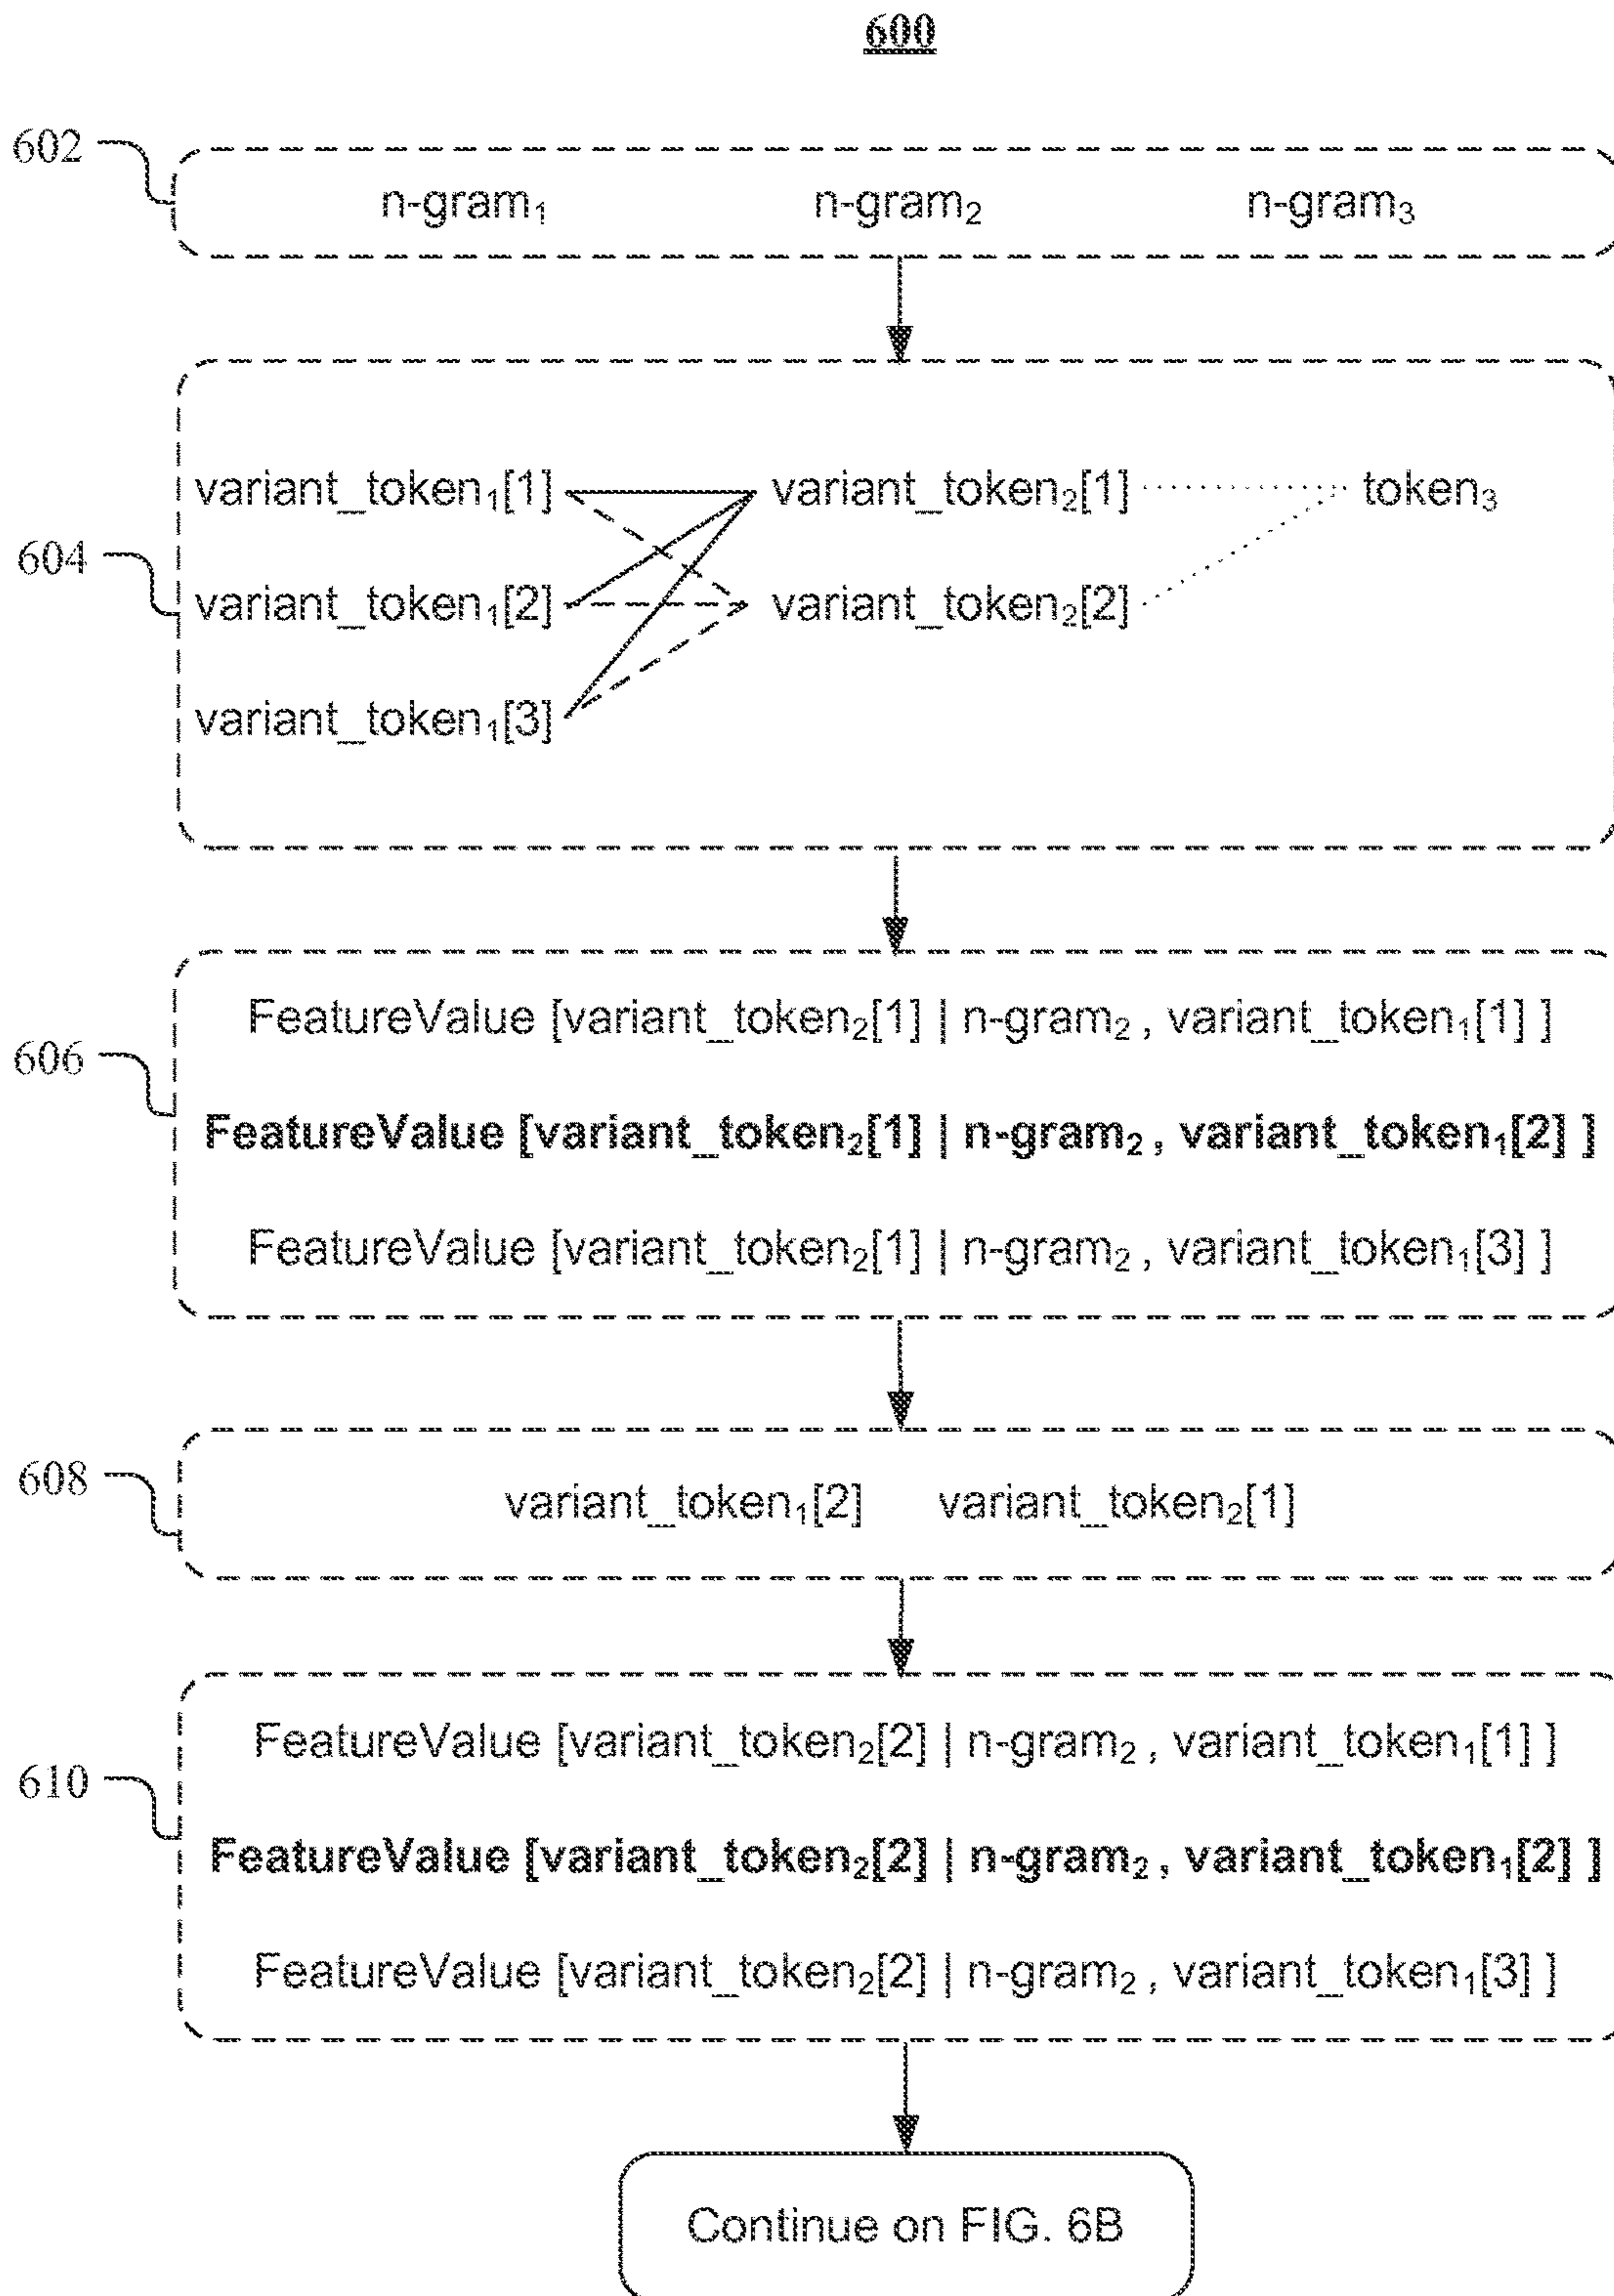 600
602
n-gram₁ n-gram₂ n-gram₃
604
variant_token₁[1] variant_token₂[1] token₃
variant_token₁[2] variant_token₂[2]
variant_token₁[3]
606
FeatureValue [variant_token₂[1] | n-gram₂ , variant_token₁[1] ]
FeatureValue [variant_token₂[1] | n-gram₂ , variant_token₁[2] ]
FeatureValue [variant_token₂[1] | n-gram₂ , variant_token₁[3] ]
608
variant_token₁[2] variant_token₂[1]
610
FeatureValue [variant_token₂[2] | n-gram₂ , variant_token₁[1] ]
FeatureValue [variant_token₂[2] | n-gram₂ , variant_token₁[2] ]
FeatureValue [variant_token₂[2] | n-gram₂ , variant_token₁[3] ]
Continue on FIG. 6B